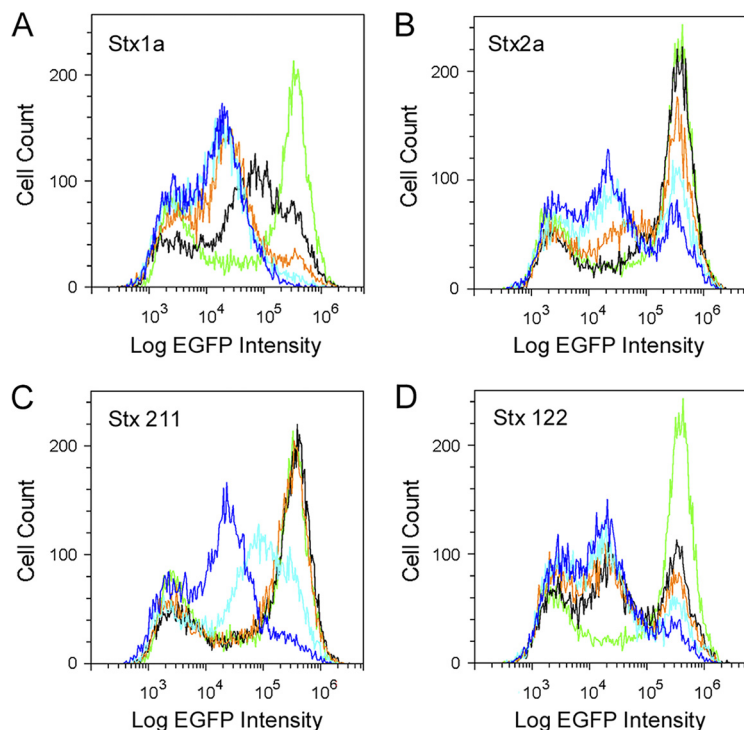 A
Stx1a
200
100
0
Cell Count
10³ 10⁴ 10⁵ 10⁶
Log EGFP Intensity
B
Stx2a
200
100
0
Cell Count
10³ 10⁴ 10⁵ 10⁶
Log EGFP Intensity
C
Stx 211
200
100
0
Cell Count
10³ 10⁴ 10⁵ 10⁶
Log EGFP Intensity
D
Stx 122
200
100
0
Cell Count
10³ 10⁴ 10⁵ 10⁶
Log EGFP Intensity